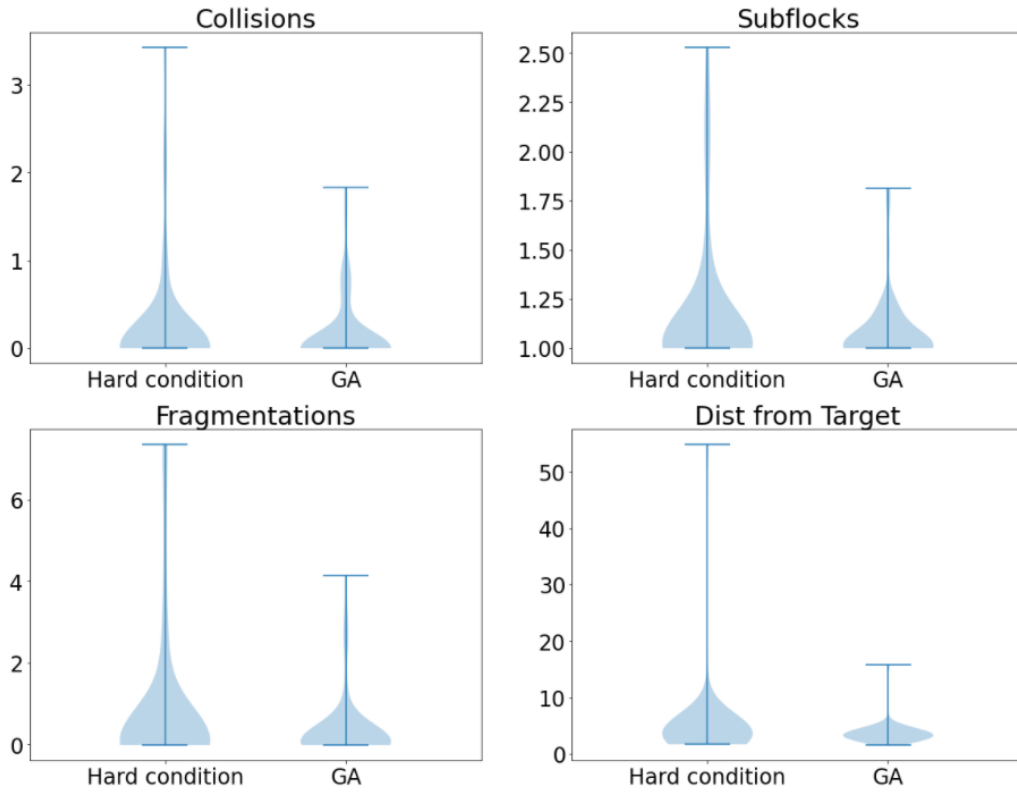 Collisions
3
2
1
0
Hard condition GA
Subflocks
2.50
2.25
2.00
1.75
1.50
1.25
1.00
Hard condition GA
Fragmentations
6
4
2
0
Hard condition GA
Dist from Target
50
40
30
20
10
0
Hard condition GA